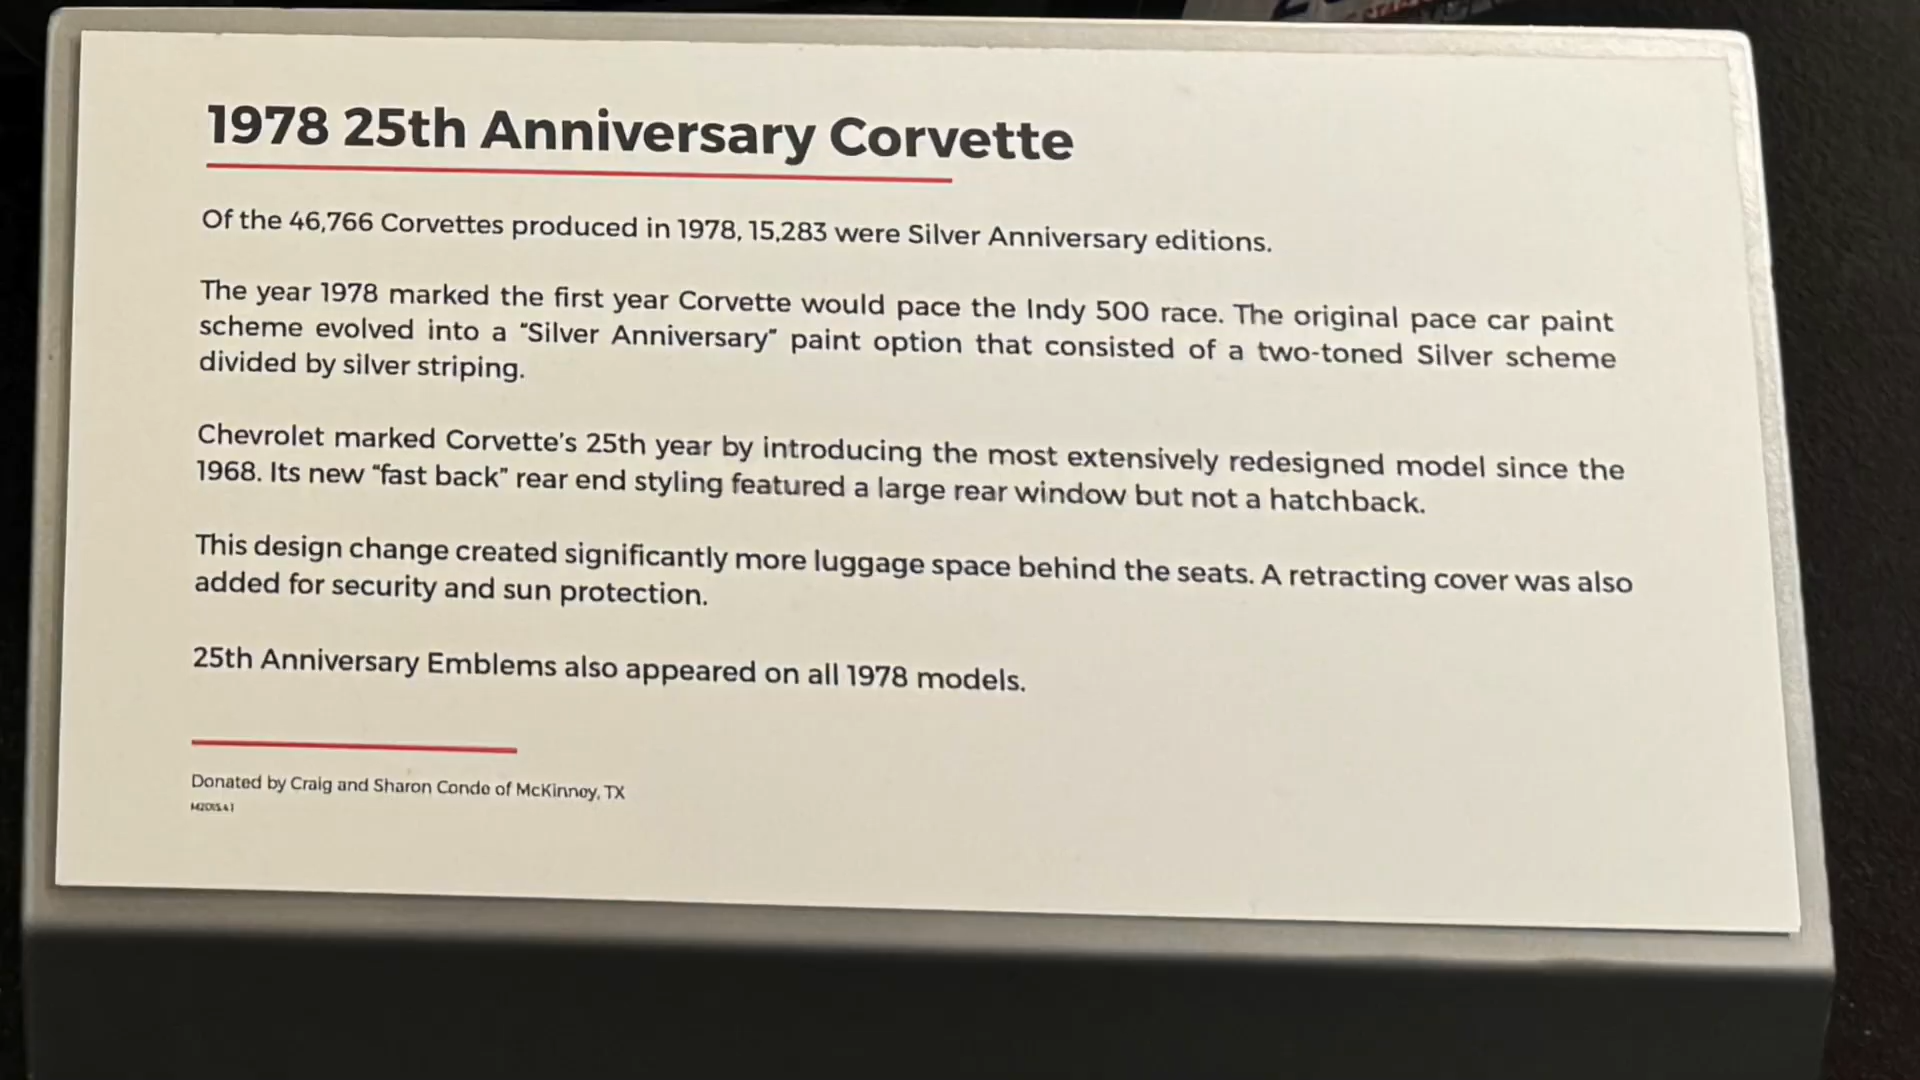 1978 25th Anniversary Corvette
Of the 46,766 Corvettes produced in 1978, 15,283 were Silver Anniversary editions.
The year 1978 marked the first year Corvette would pace the Indy 500 race. The original pace car paint
scheme evolved into a “Silver Anniversary” paint option that consisted of a two-toned Silver scheme
divided by silver striping.
Chevrolet marked Corvette's 25th year by introducing the most extensively redesigned model since the
1968. Its new “fast back” rear end styling featured a large rear window but not a hatchback.
This design change created significantly more luggage space behind the seats. A retracting cover was also
added for security and sun protection.
25th Anniversary Emblems also appeared on all 1978 models.
Donated by Craig and Sharon Conde of McKinney, TX